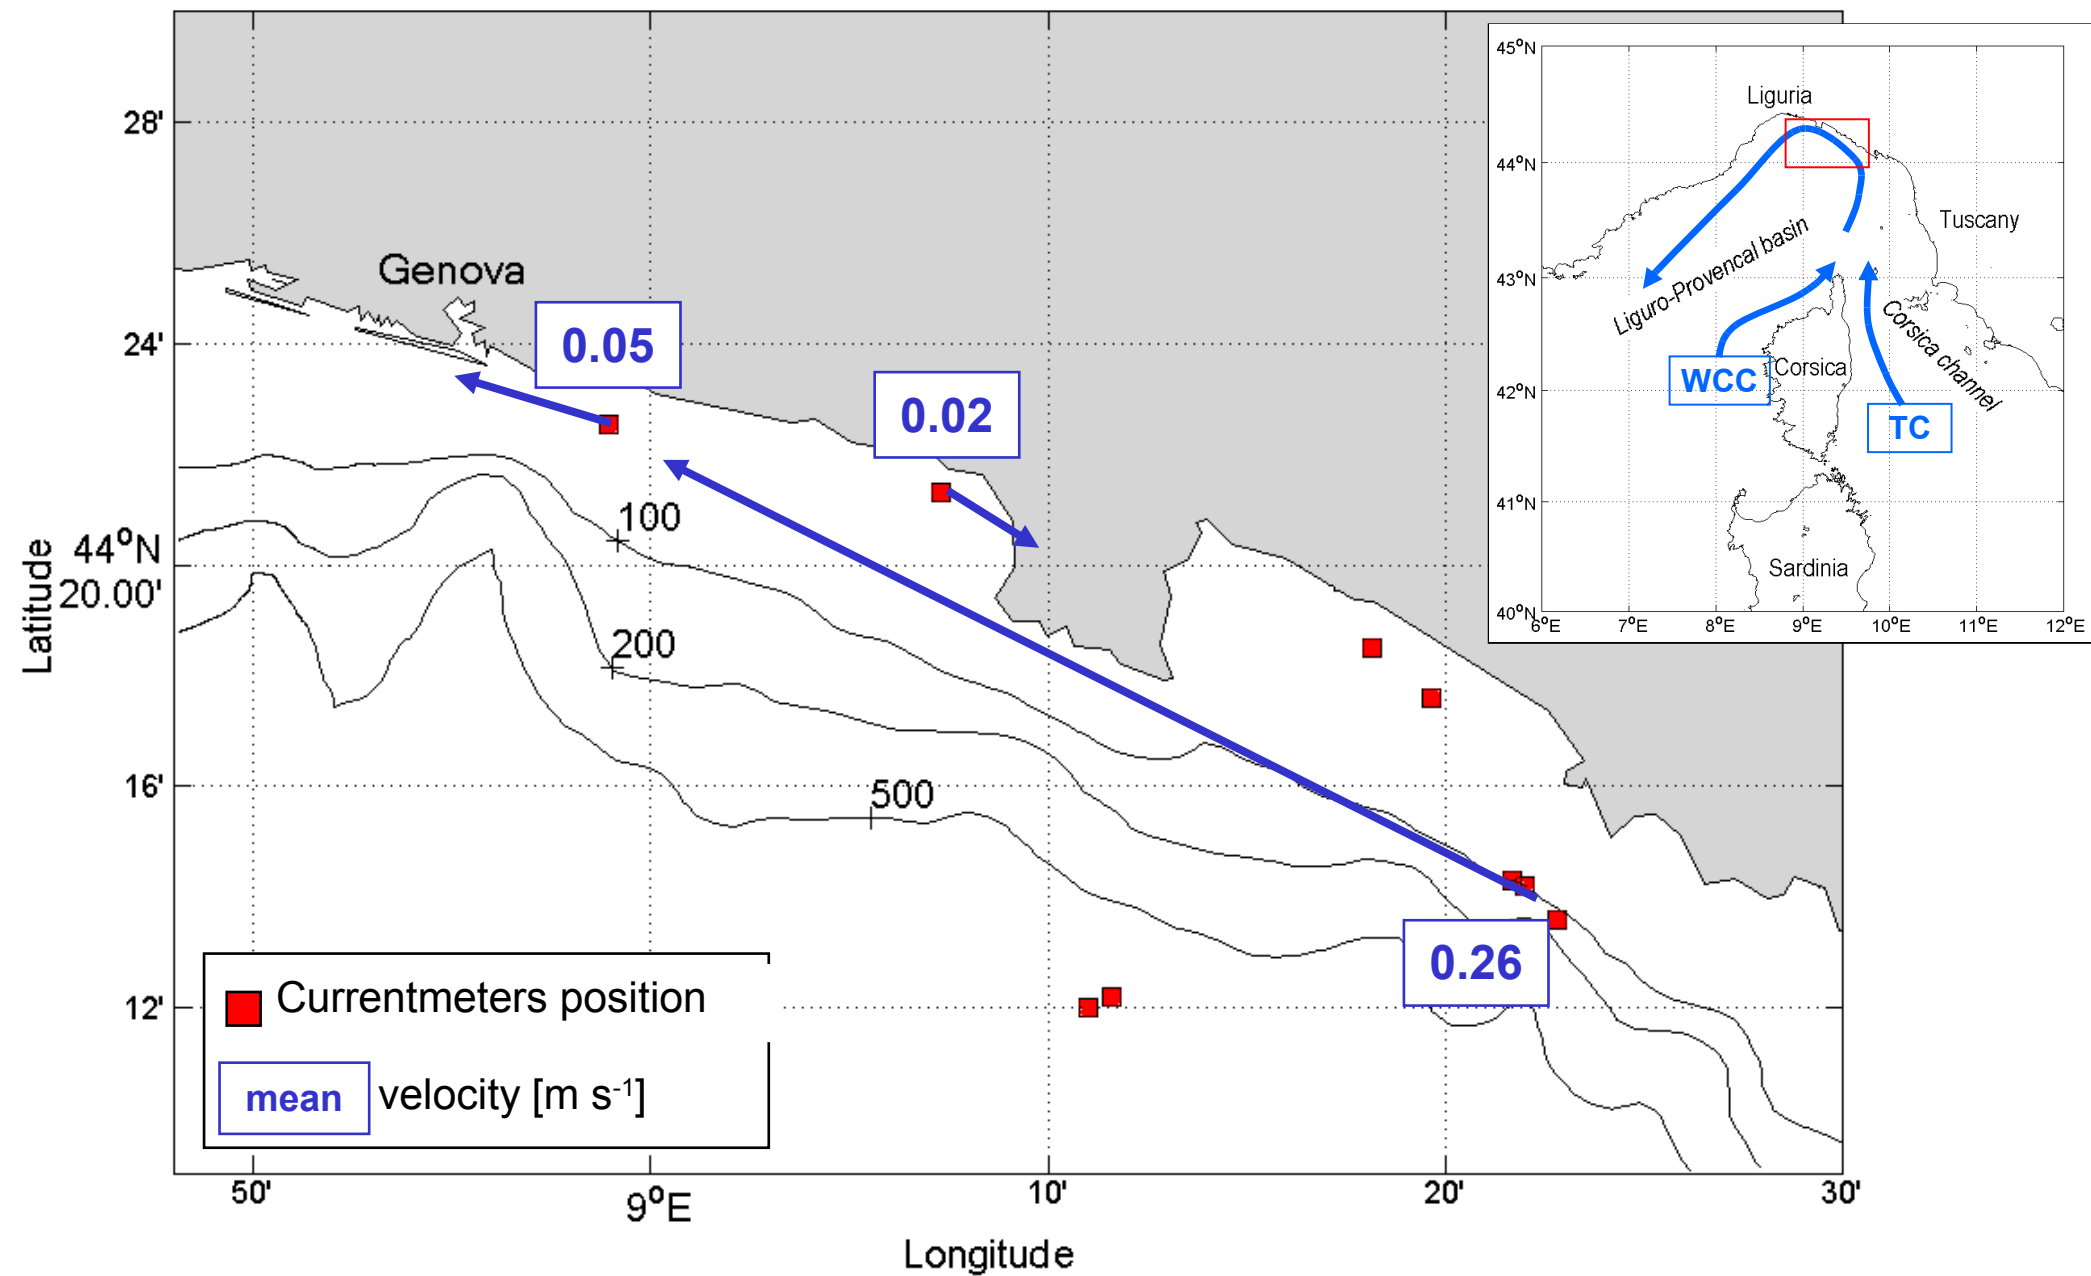 28'
24'
44°N
20.00'
16'
12'
Latitude
Genova
0.05
0.02
100
200
500
0.26
Currentmeters position
mean velocity [m s-1]
50'
9°E
10'
20'
30'
Longitude
45°N
44°N
43°N
42°N
41°N
40°N
6°E
7°E
8°E
9°E
10°E
11°E
12°E
Liguria
Tuscany
Liguro-Provencal basin
Corsica channel
WCC
Corsica
TC
Sardinia